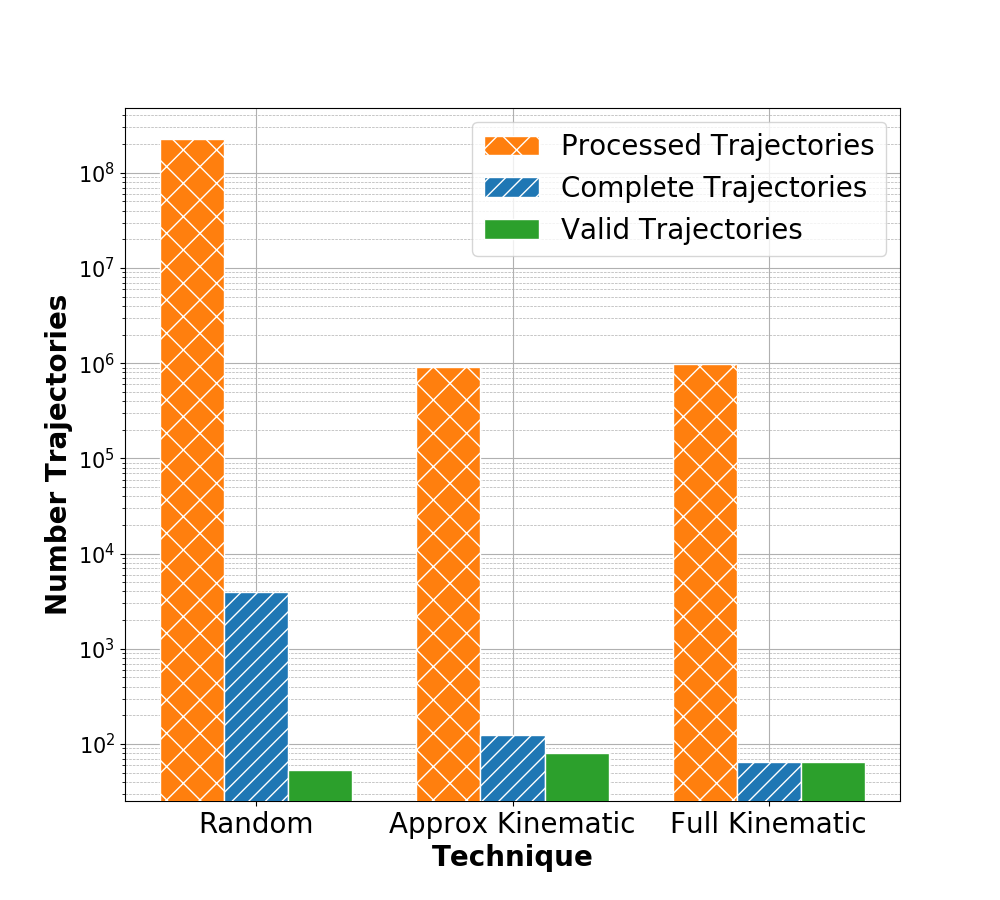 Processed Trajectories
Complete Trajectories
Valid Trajectories
Number Trajectories
10^8
10^7
10^6
10^5
10^4
10^3
10^2
Random
Approx Kinematic
Full Kinematic
Technique